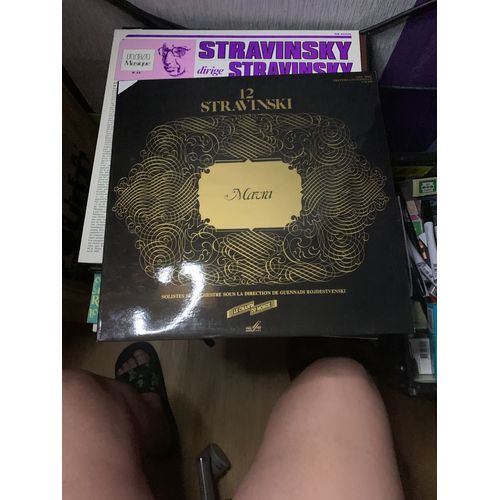 Musique
STRAVINSKY
dirige STRAVINSKY
12
STRAVINSKI
Mavra
SOLISTES ET ORCHESTRE SOUS LA DIRECTION DE GUENNADI ROJDESTVENSKI
LE CHANT
DU MONDE